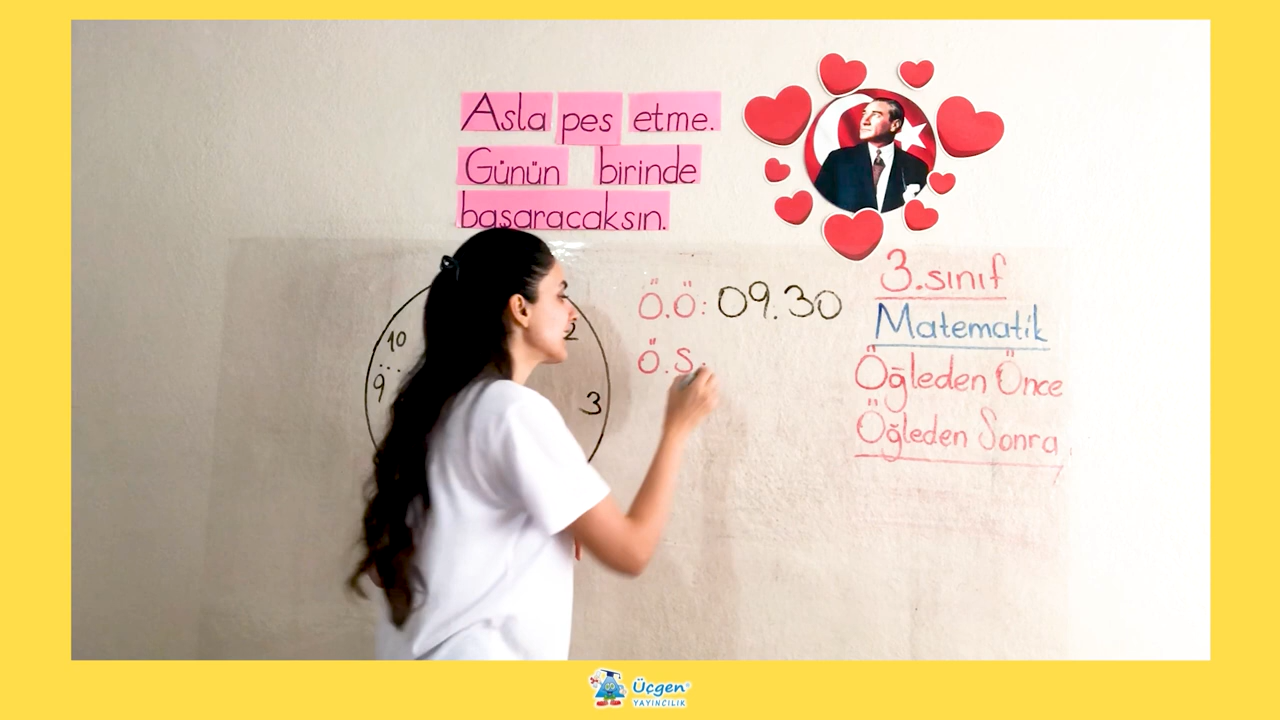 Asla pes etme.
Günün birinde
başaracaksın.
3.sınıf
Matematik
Öğleden Önce
Öğleden Sonra
Ö.Ö: 09.30
Ö.S:
10
9
2
3
Üçgen
YAYINCILIK